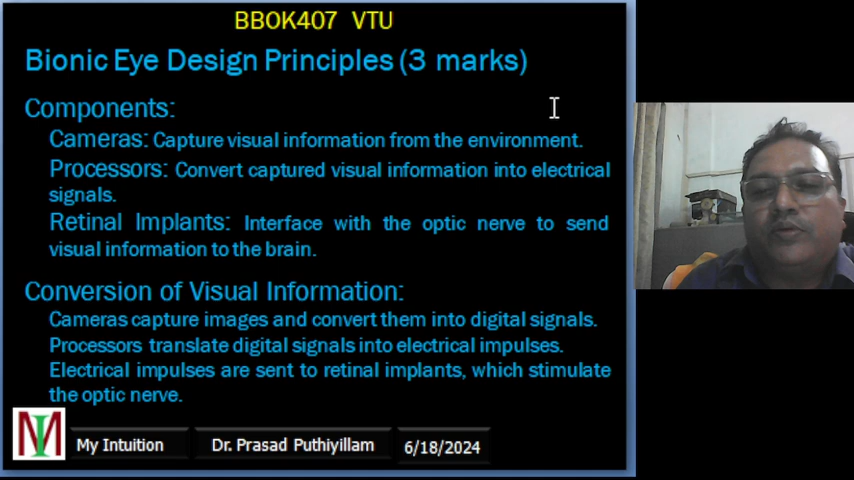 BBOK407 VTU
Bionic Eye Design Principles (3 marks)
Components:
Cameras: Capture visual information from the environment.
Processors: Convert captured visual information into electrical
signals.
Retinal Implants: Interface with the optic nerve to send
visual information to the brain.
Conversion of Visual Information:
Cameras capture images and convert them into digital signals.
Processors translate digital signals into electrical impulses.
Electrical impulses are sent to retinal implants, which stimulate
the optic nerve.
MI
My Intuition
Dr. Prasad Puthiyillam
6/18/2024